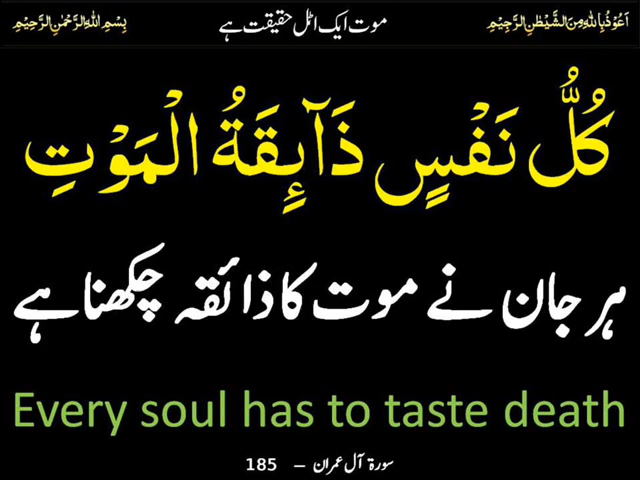 اَعُوْذُ بِاللّٰهِ مِنَ الشَّیْطٰنِ الرَّجِیْمِ
موت ایک اٹل حقیقت ہے
بِسْمِ اللّٰهِ الرَّحْمٰنِ الرَّحِیْمِ
كُلُّ نَفْسٍ ذَآىِٕقَةُ الْمَوْتِ
ہر جان نے موت کا ذائقہ چکھنا ہے
Every soul has to taste death
سورۃ آل عمران – 185